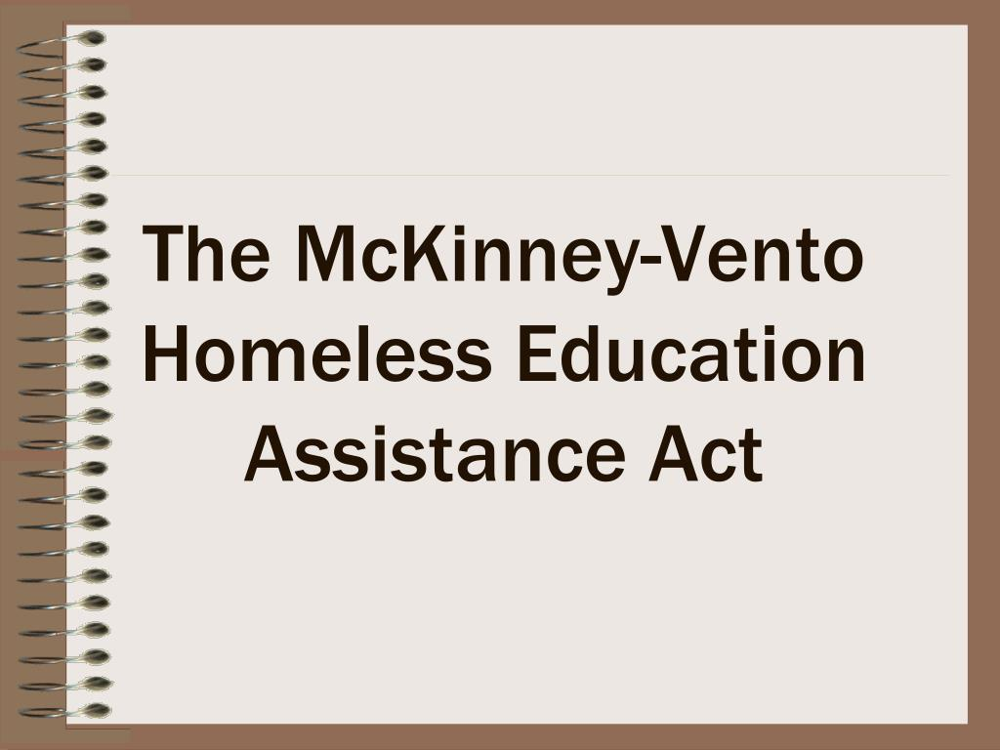 The McKinney-Vento
Homeless Education
Assistance Act